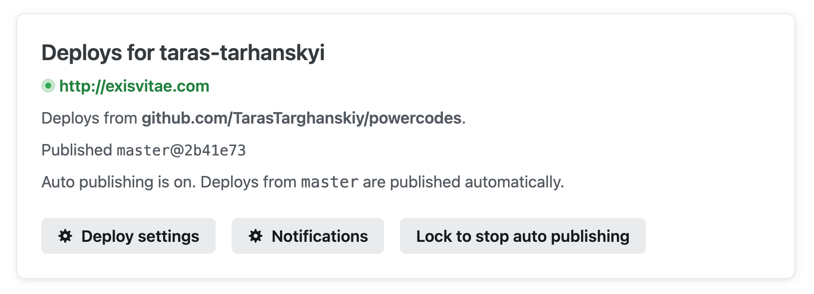 Deploys for taras-tarhanskyi
http://exisvitae.com
Deploys from github.com/TarasTarghanskiy/powercodes.
Published master@2b41e73
Auto publishing is on. Deploys from master are published automatically.
Deploy settings
Notifications
Lock to stop auto publishing